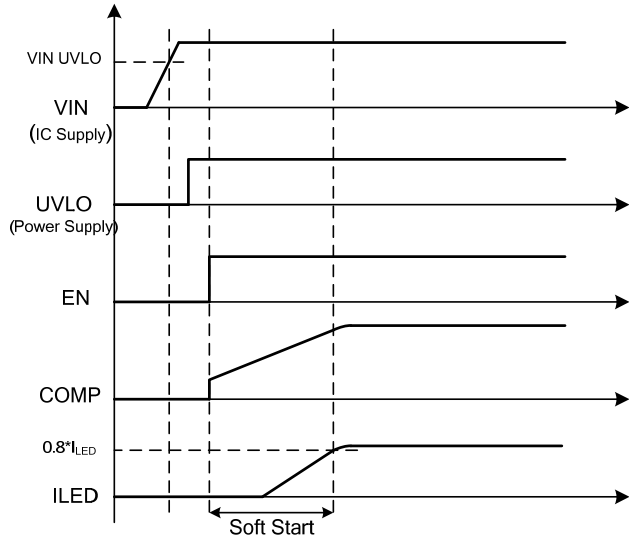 VIN UVLO
VIN
(IC Supply)
UVLO
(Power Supply)
EN
COMP
0.8*ILED
ILED
Soft Start